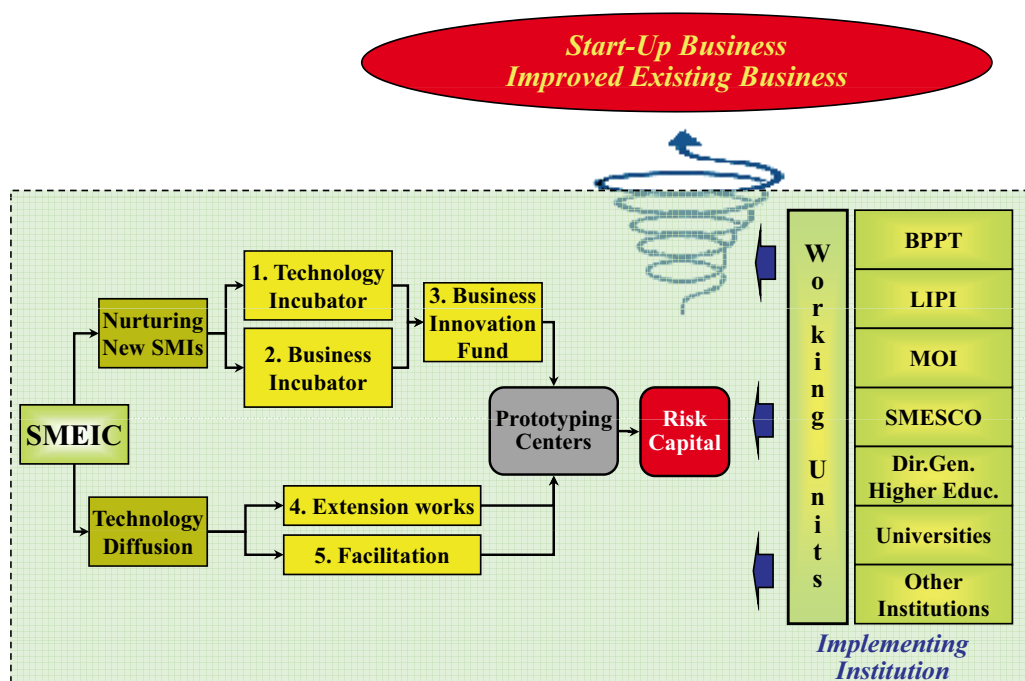 Start-Up Business
Improved Existing Business
SMEIC
Nurturing
New SMIs
1. Technology
Incubator
2. Business
Incubator
3. Business
Innovation
Fund
Technology
Diffusion
4. Extension works
5. Facilitation
Prototyping
Centers
Risk
Capital
Working Units
BPPT
LIPI
MOI
SMESCO
Dir.Gen.
Higher Educ.
Universities
Other
Institutions
Implementing
Institution